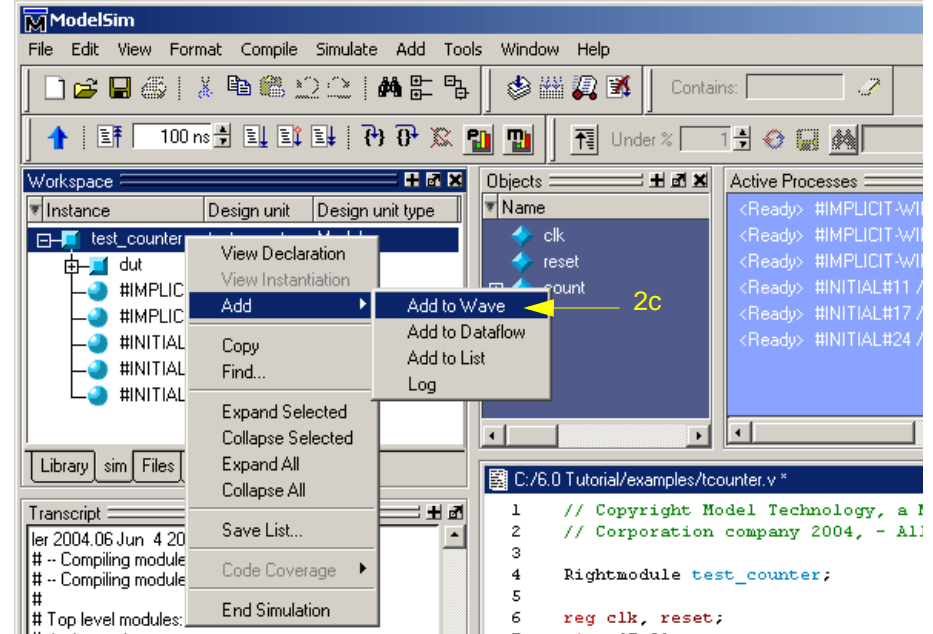 ModelSim
File Edit View Format Compile Simulate Add Tools Window Help
Contains:
100 ns
Under % 1
Workspace
Instance Design unit Design unit type
test_counter
dut
#IMPLIC
#IMPLIC
#INITIAL
#INITIAL
#INITIAL
Library sim Files
View Declaration
View Instantiation
Add
Copy
Find...
Expand Selected
Collapse Selected
Expand All
Collapse All
Save List...
Code Coverage
End Simulation
Add to Wave
Add to Dataflow
Add to List
Log
2c
Objects
Name
clk
reset
count
Active Processes
<Ready> #IMPLICIT-WI
<Ready> #IMPLICIT-WI
<Ready> #INITIAL#11 /
<Ready> #INITIAL#17 /
<Ready> #INITIAL#24 /
Transcript
ler 2004.06 Jun 4 20
# -- Compiling module
# -- Compiling module
#
# Top level modules:
C:/6.0 Tutorial/examples/tcounter.v *
1 // Copyright Model Technology, a
2 // Corporation company 2004, - All
3
4 Rightmodule test_counter;
5
6 reg clk, reset;